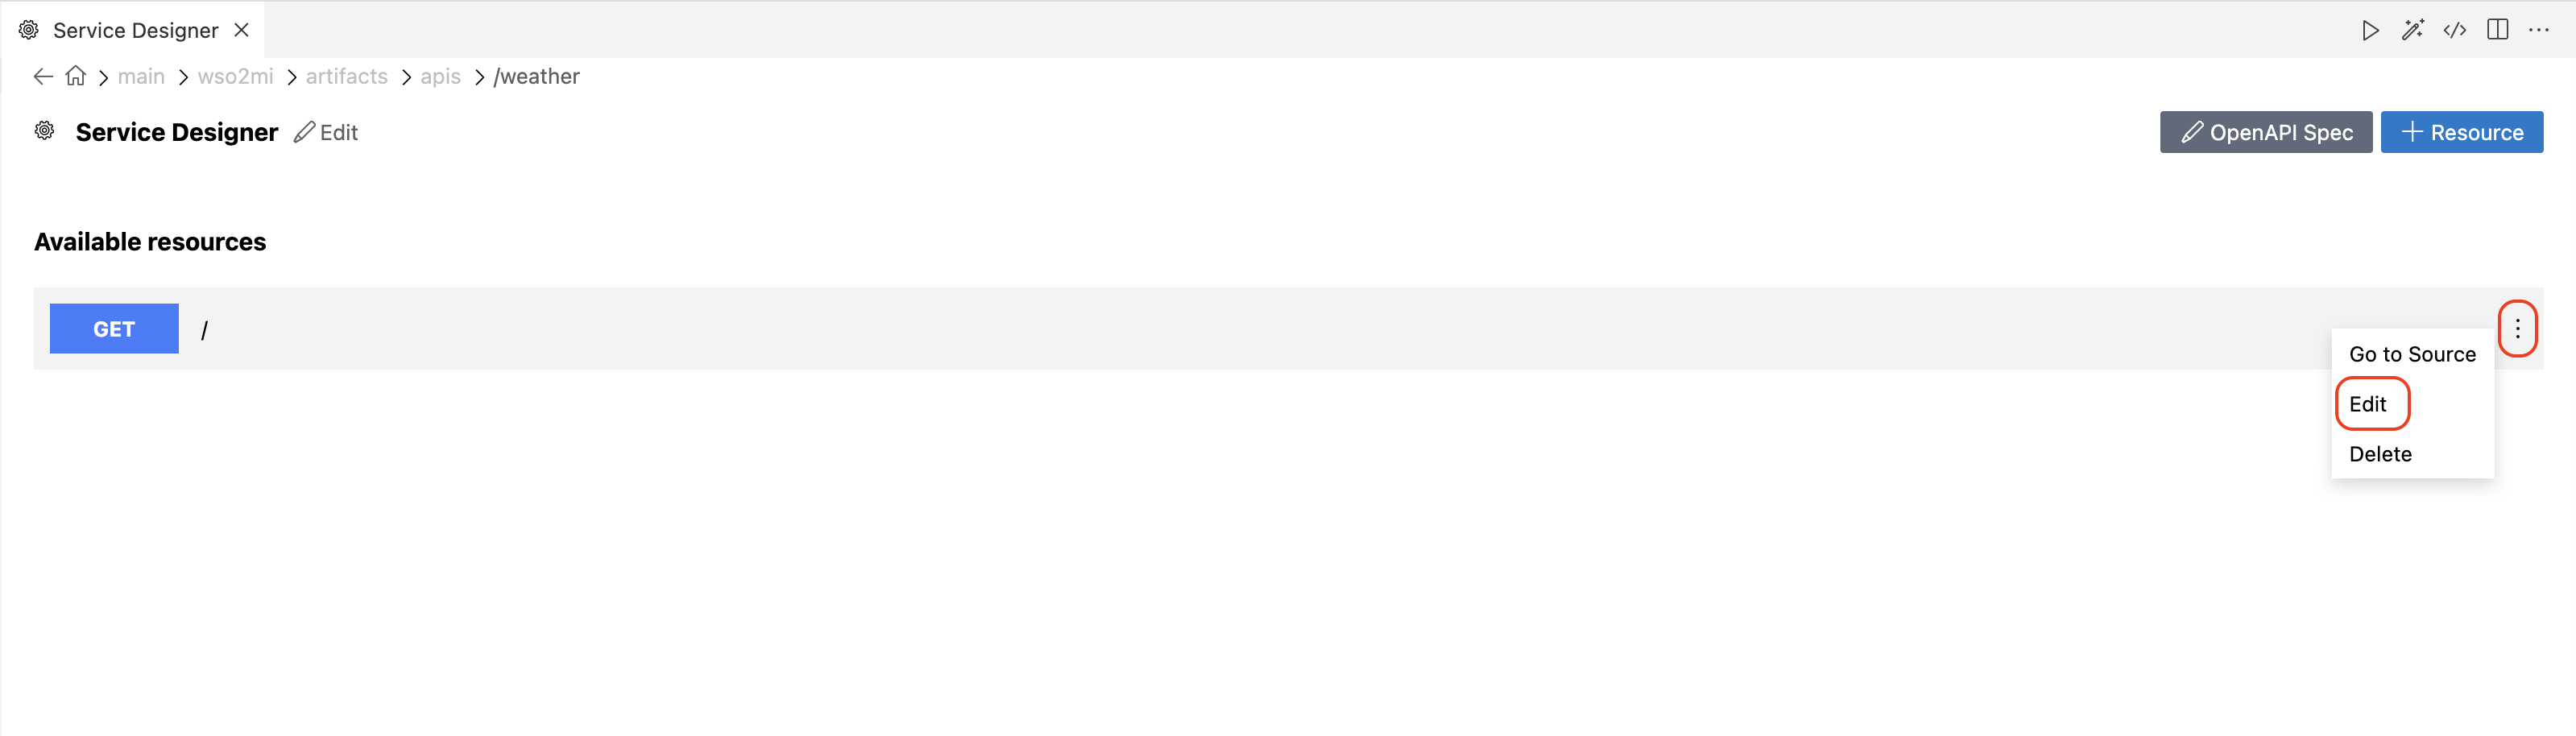 Service Designer
main wso2mi artifacts apis /weather
Service Designer Edit
OpenAPI Spec
Resource
Available resources
GET /
Go to Source
Edit
Delete